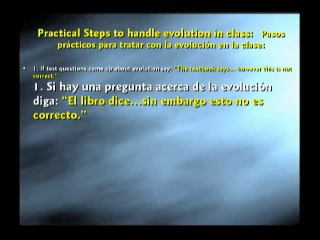 Practical Steps to handle evolution in class: Pasos
prácticos para tratar con la evolución en la clase:
• 1. If test questions come up about evolution say, "The textbook says... however this is not
correct."
1. Si hay una pregunta acerca de la evolución
diga: "El libro dice...sin embargo esto no es
correcto."